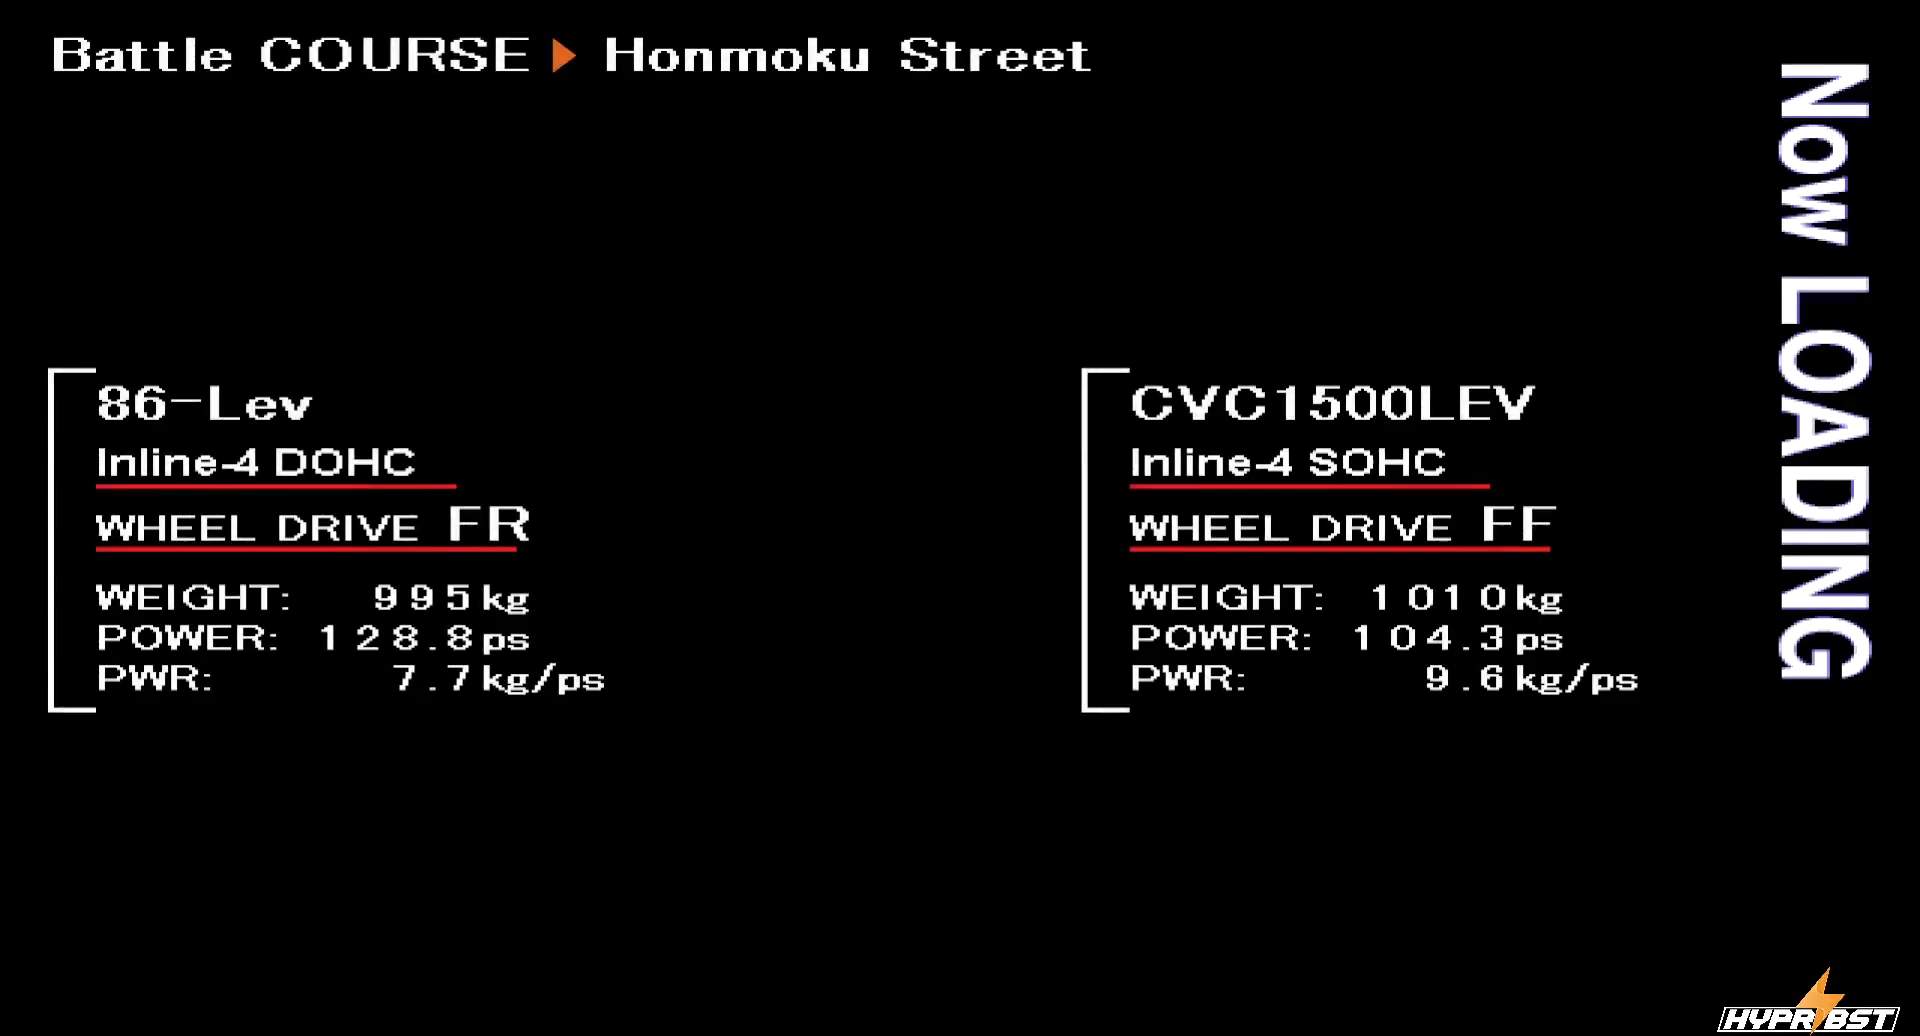 Battle COURSE ▶ Honmoku Street
Now LOADING
86-Lev
Inline-4 DOHC
WHEEL DRIVE FR
WEIGHT: 995kg
POWER: 128.8ps
PWR: 7.7kg/ps
CVC1500LEV
Inline-4 SOHC
WHEEL DRIVE FF
WEIGHT: 1010kg
POWER: 104.3ps
PWR: 9.6kg/ps
HYPRBST